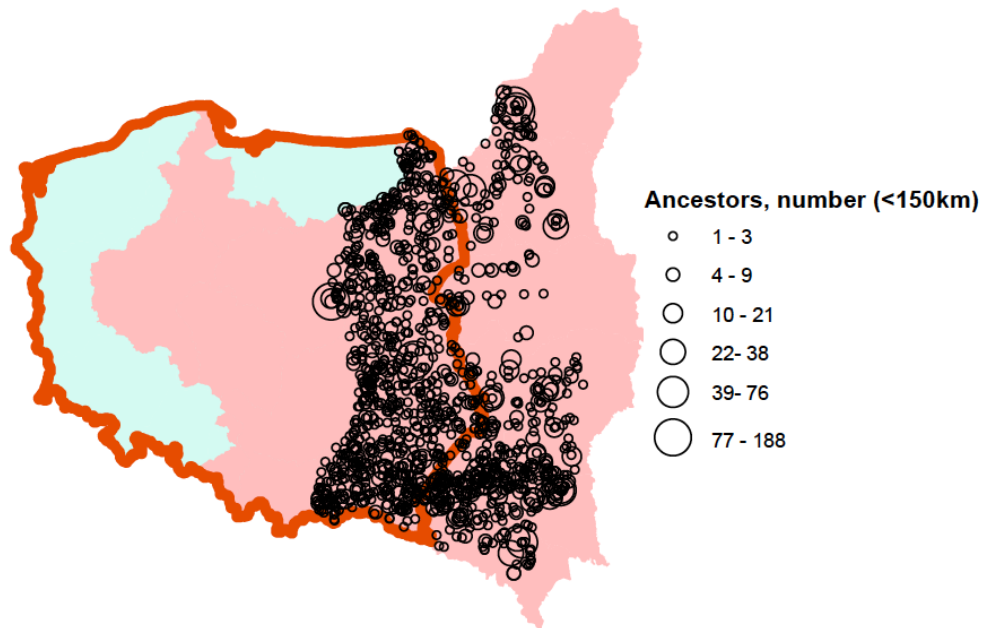 Ancestors, number (<150km)
1 - 3
4 - 9
10 - 21
22- 38
39- 76
77 - 188